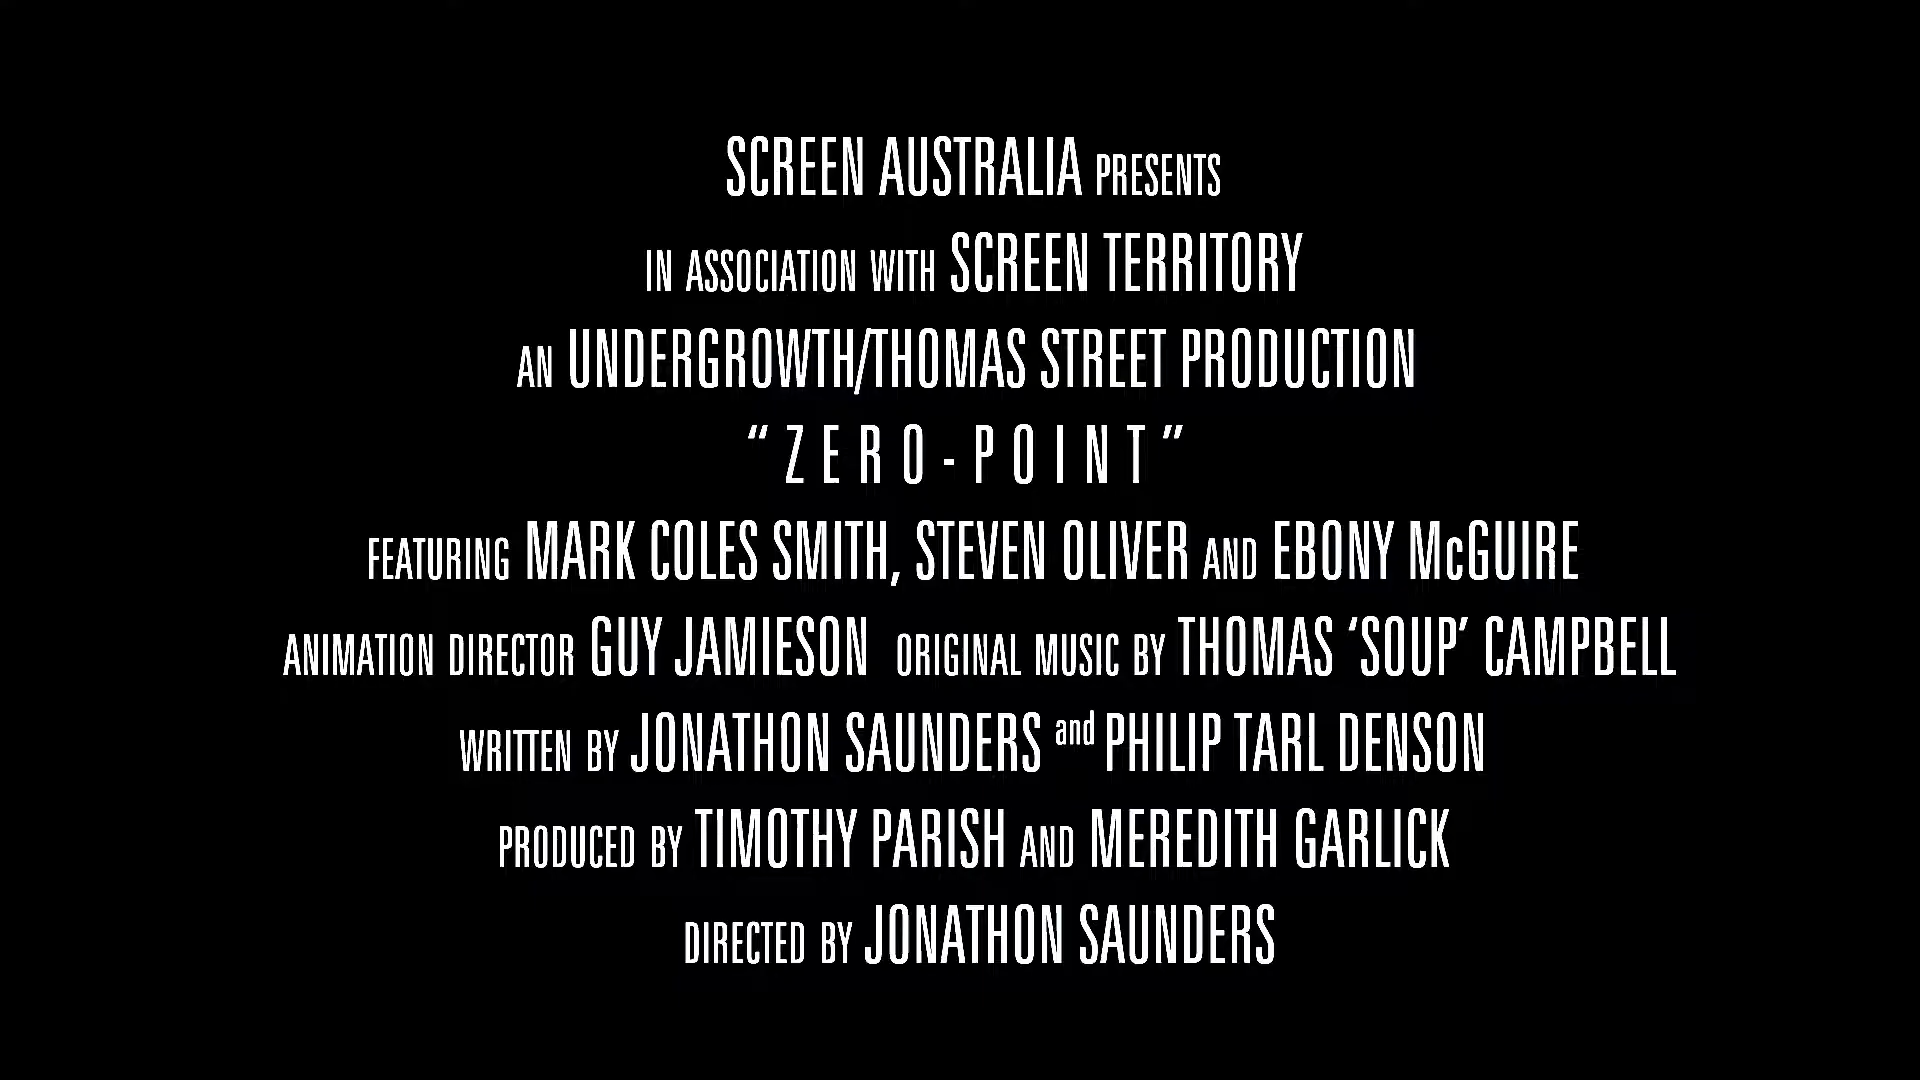 SCREEN AUSTRALIA PRESENTS
IN ASSOCIATION WITH SCREEN TERRITORY
AN UNDERGROWTH/THOMAS STREET PRODUCTION
“ZERO-POINT”
FEATURING MARK COLES SMITH, STEVEN OLIVER AND EBONY McGUIRE
ANIMATION DIRECTOR GUY JAMIESON ORIGINAL MUSIC BY THOMAS ‘SOUP’ CAMPBELL
WRITTEN BY JONATHON SAUNDERS and PHILIP TARL DENSON
PRODUCED BY TIMOTHY PARISH AND MEREDITH GARLICK
DIRECTED BY JONATHON SAUNDERS